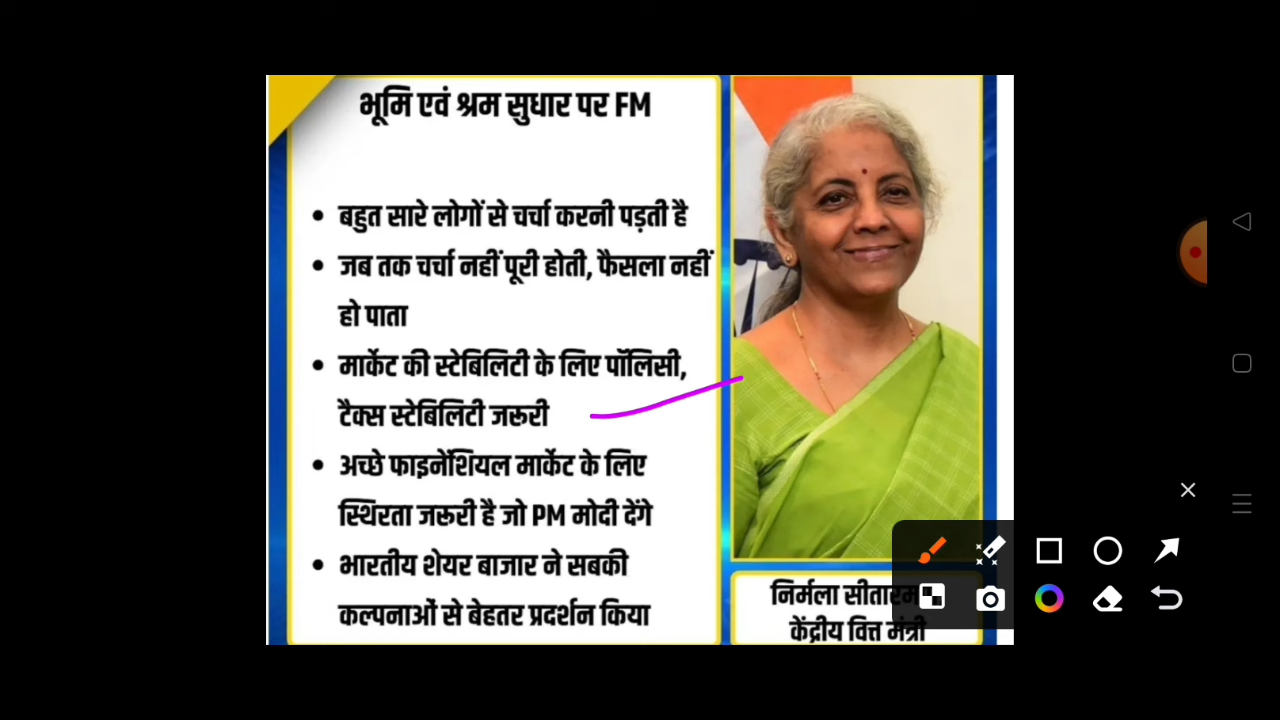 भूमि एवं श्रम सुधार पर FM
• बहुत सारे लोगों से चर्चा करनी पड़ती है
• जब तक चर्चा नहीं पूरी होती, फैसला नहीं
हो पाता
• मार्केट की स्टेबिलिटी के लिए पॉलिसी,
टैक्स स्टेबिलिटी जरूरी
• अच्छे फाइनेंशियल मार्केट के लिए
स्थिरता जरूरी है जो PM मोदी देंगे
• भारतीय शेयर बाजार ने सबकी
कल्पनाओं से बेहतर प्रदर्शन किया
निर्मला
केंद्रीय वित्त मंत्री